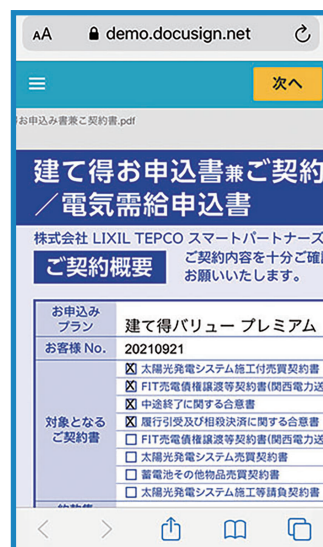 AA demo.docusign.net
次へ
お申込み書兼ご契約書.pdf
建て得お申込書兼ご契約
／電気需給申込書
株式会社 LIXIL TEPCO スマートパートナーズ
ご契約概要
ご契約内容を十分ご確認
お願いいたします。
お申込み
プラン
建て得バリュー プレミアム
お客様 No.
20210921
対象となる
ご契約書
X 太陽光発電システム施工付売買契約書
X FIT売電債権譲渡等契約書(関西電力送
X 中途終了に関する合意書
X 履行引受及び相殺決済に関する合意書
FIT売電債権譲渡等契約書(関西電力送
太陽光発電システム売買契約書
蓄電池その他物品売買契約書
太陽光発電システム施工等請負契約書